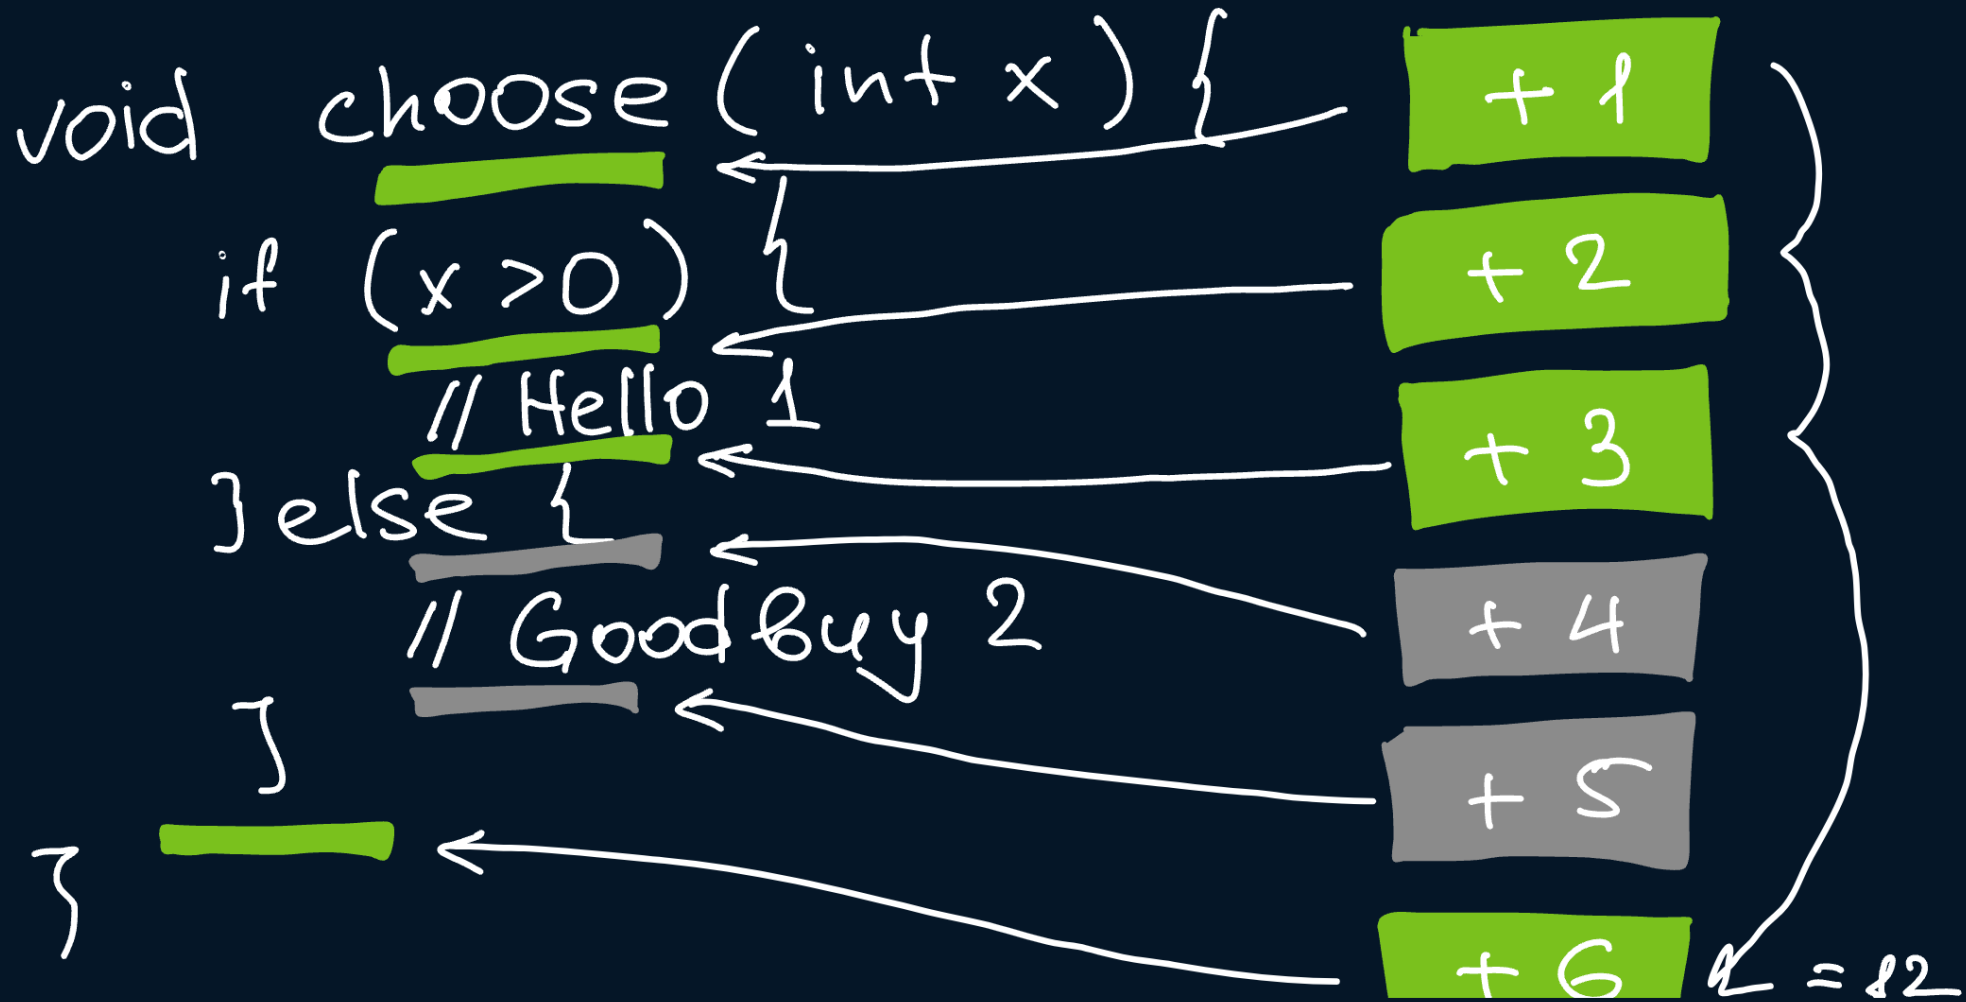 void choose (int x) {
+ 1
if (x >0) {
+ 2
// Hello 1
+ 3
}else {
+ 4
// Goodbuy 2
}
+ 5
}
+ 6
= 12